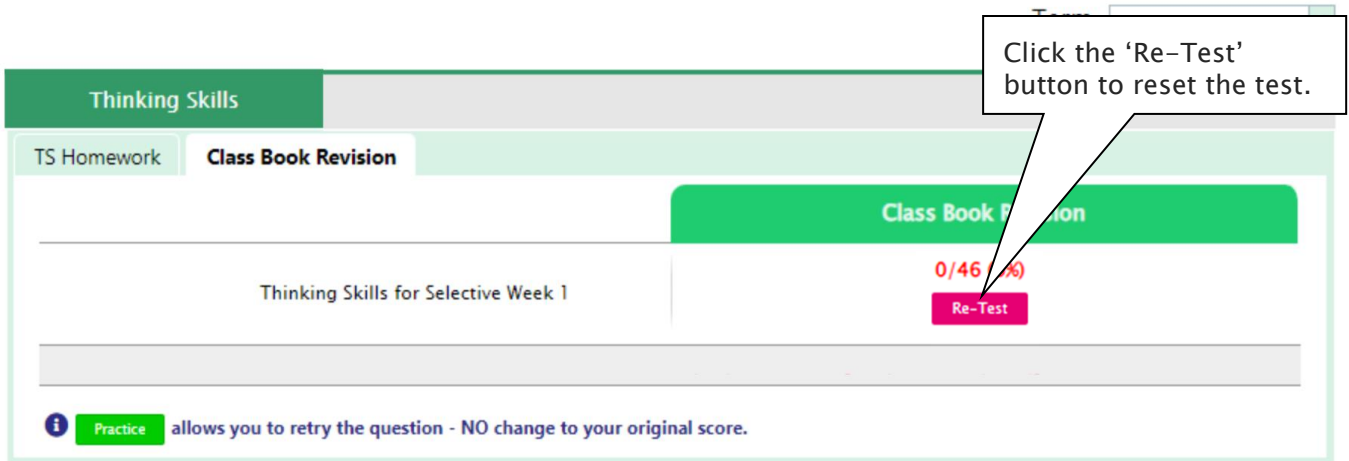 Click the ‘Re-Test’
button to reset the test.
Thinking Skills
TS Homework
Class Book Revision
Class Book
0/46
Thinking Skills for Selective Week 1
Re-Test
Practice allows you to retry the question - NO change to your original score.